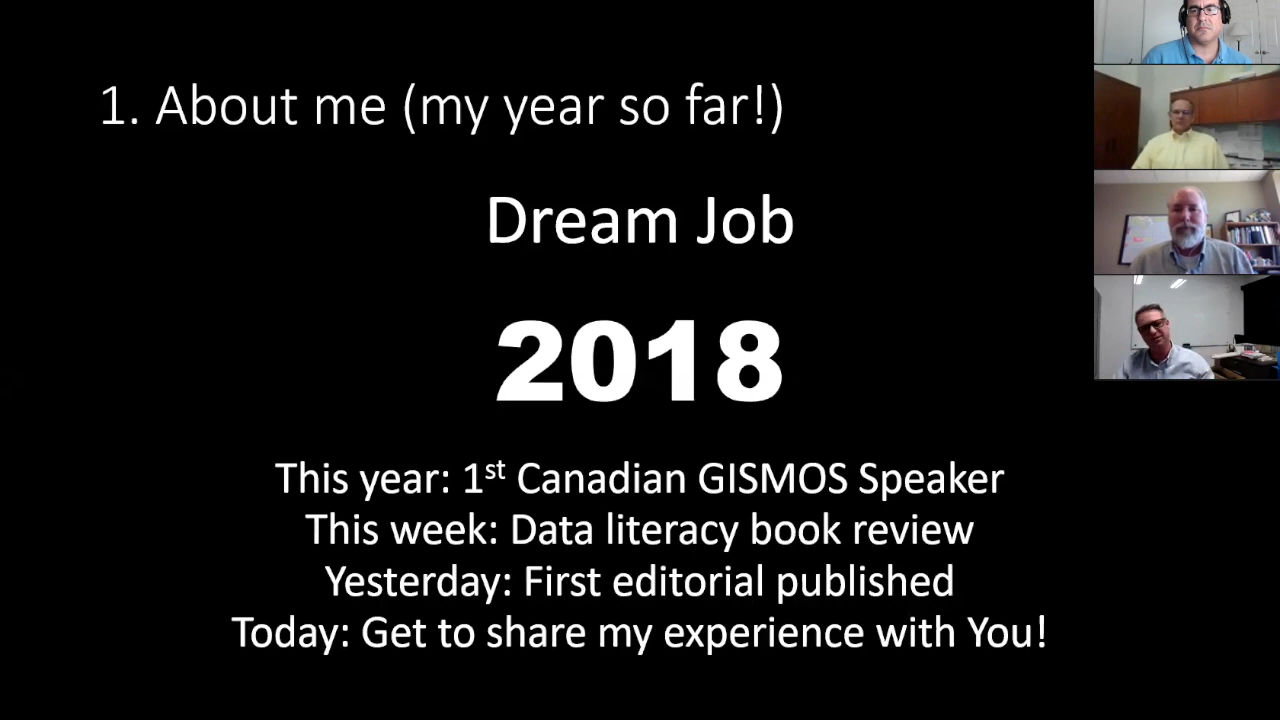 1. About me (my year so far!)
Dream Job
2018
This year: 1st Canadian GISMOS Speaker
This week: Data literacy book review
Yesterday: First editorial published
Today: Get to share my experience with You!